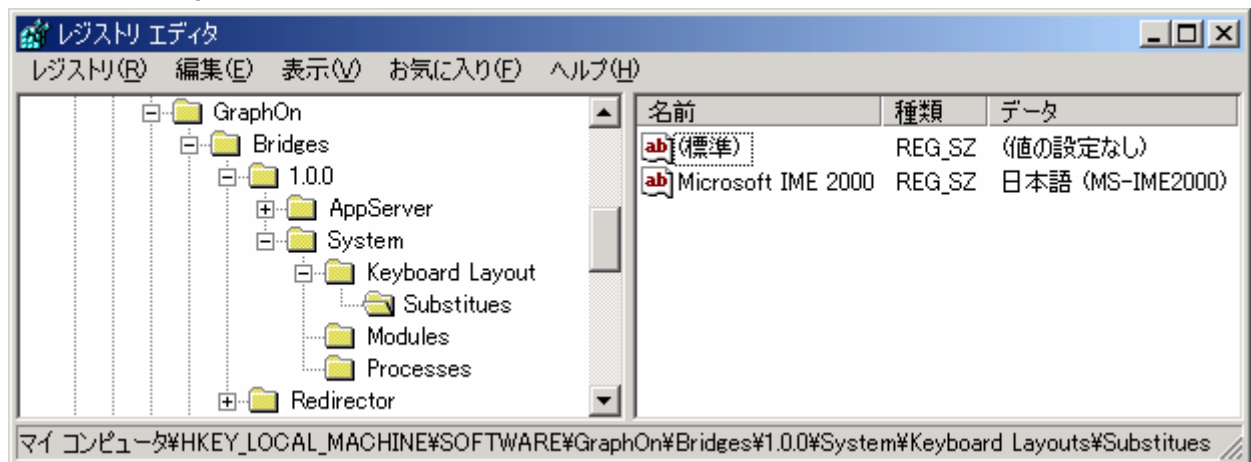 レジストリ エディタ
レジストリ(R) 編集(E) 表示(V) お気に入り(F) ヘルプ(H)
GraphOn
Bridges
1.0.0
AppServer
System
Keyboard Layout
Substitues
Modules
Processes
Redirector
名前 種類 データ
ab (標準) REG_SZ (値の設定なし)
ab Microsoft IME 2000 REG_SZ 日本語 (MS-IME2000)
マイ コンピュータ¥HKEY_LOCAL_MACHINE¥SOFTWARE¥GraphOn¥Bridges¥1.0.0¥System¥Keyboard Layouts¥Substitues